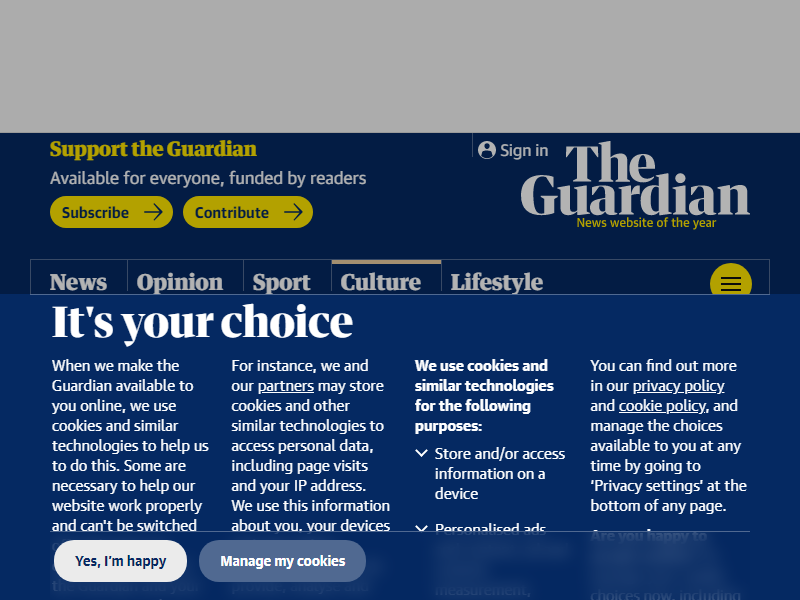 Support the Guardian
Available for everyone, funded by readers
Subscribe
Contribute
Sign in
The
Guardian
News website of the year
News
Opinion
Sport
Culture
Lifestyle
It's your choice
When we make the
Guardian available to
you online, we use
cookies and similar
technologies to help us
to do this. Some are
necessary to help our
website work properly
and can't be switched
For instance, we and
our partners may store
cookies and other
similar technologies to
access personal data,
including page visits
and your IP address.
We use this information
about you, your devices
We use cookies and
similar technologies
for the following
purposes:
Store and/or access
information on a
device
Personalised ads
measurement,
You can find out more
in our privacy policy
and cookie policy, and
manage the choices
available to you at any
time by going to
‘Privacy settings’ at the
bottom of any page.
Are you happy to
choices now, including
Yes, I’m happy
Manage my cookies